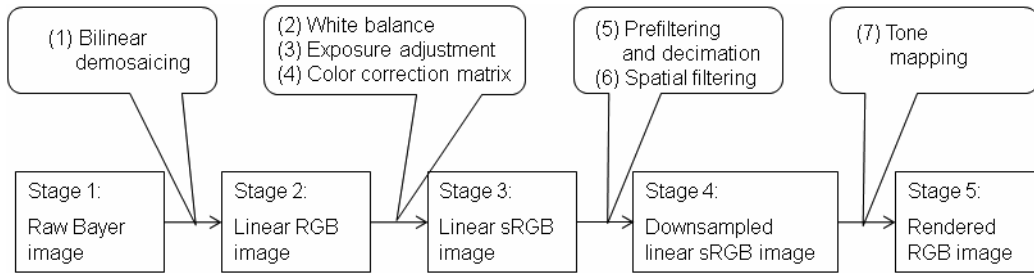 (1) Bilinear
demosaicing
(2) White balance
(3) Exposure adjustment
(4) Color correction matrix
(5) Prefiltering
and decimation
(6) Spatial filtering
(7) Tone
mapping
Stage 1:
Raw Bayer
image
Stage 2:
Linear RGB
image
Stage 3:
Linear sRGB
image
Stage 4:
Downsampled
linear sRGB image
Stage 5:
Rendered
RGB image